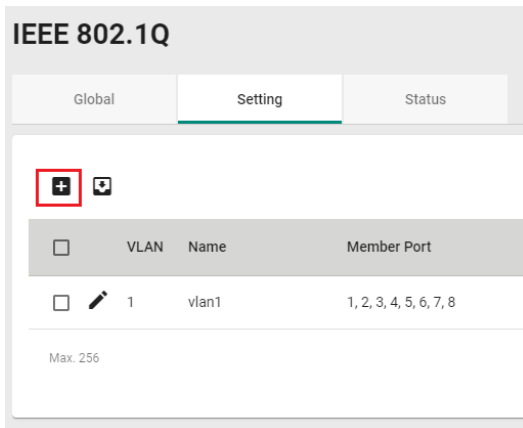 IEEE 802.1Q
Global Setting Status
VLAN Name Member Port
1 vlan1 1, 2, 3, 4, 5, 6, 7, 8
Max. 256